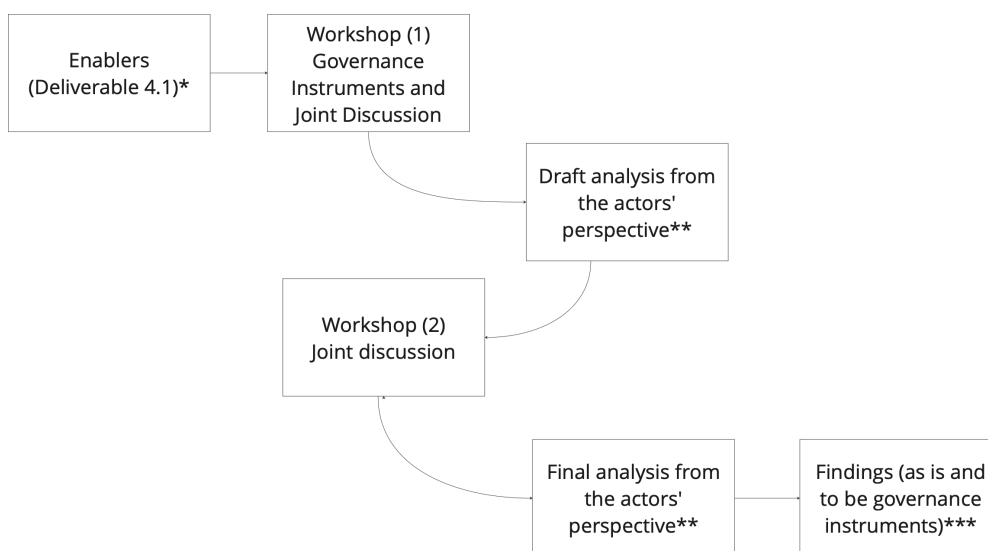 Enablers
(Deliverable 4.1)*
Workshop (1)
Governance
Instruments and
Joint Discussion
Draft analysis from
the actors'
perspective**
Workshop (2)
Joint discussion
Final analysis from
the actors'
perspective**
Findings (as is and
to be governance
instruments)***